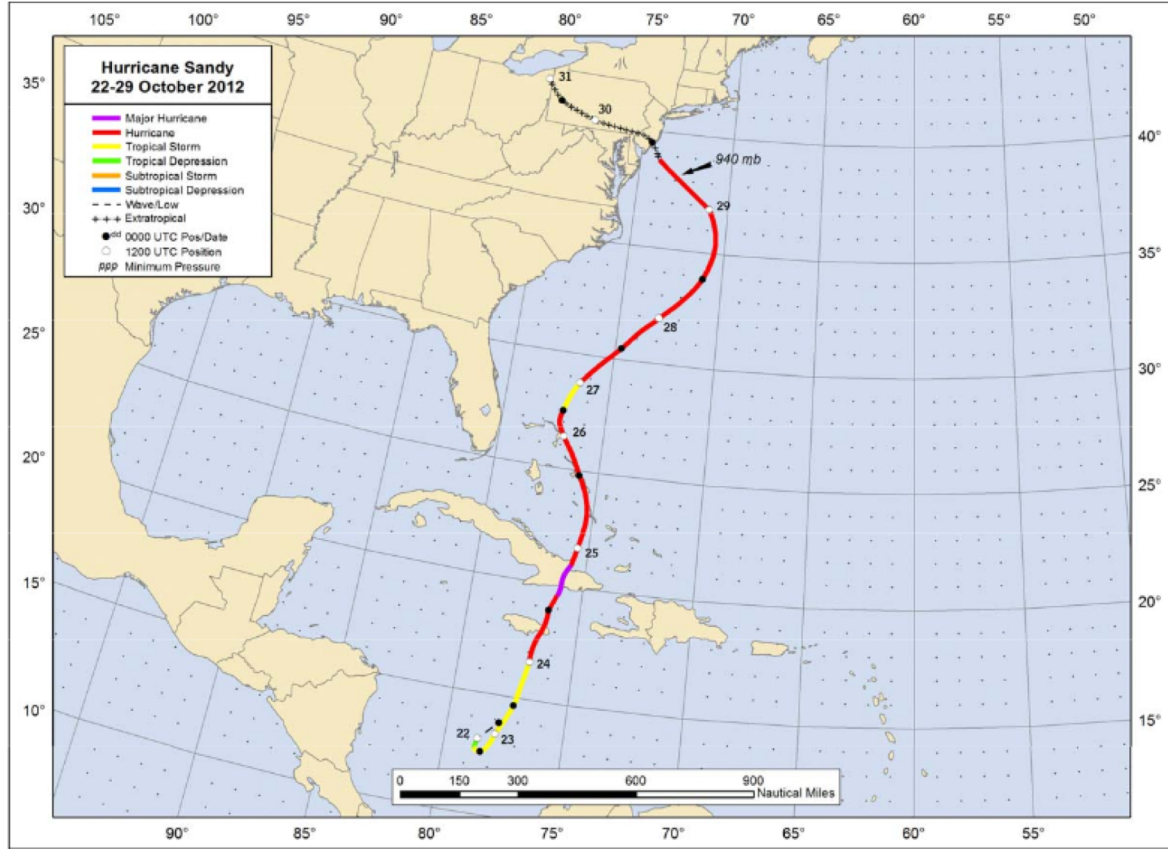 105° 100° 95° 90° 85° 80° 75° 70° 65° 60° 55° 50°
Hurricane Sandy
22-29 October 2012
Major Hurricane
Hurricane
Tropical Storm
Tropical Depression
Subtropical Storm
Subtropical Depression
Wave/Low
Extratropical
dd 0000 UTC Pos/Date
1200 UTC Position
PPP Minimum Pressure
35°
30°
25°
20°
15°
10°
31
30
940 mb
29
28
27
26
25
24
22
23
40°
35°
30°
25°
20°
15°
0 150 300 600 900
Nautical Miles
90° 85° 80° 75° 70° 65° 60° 55°